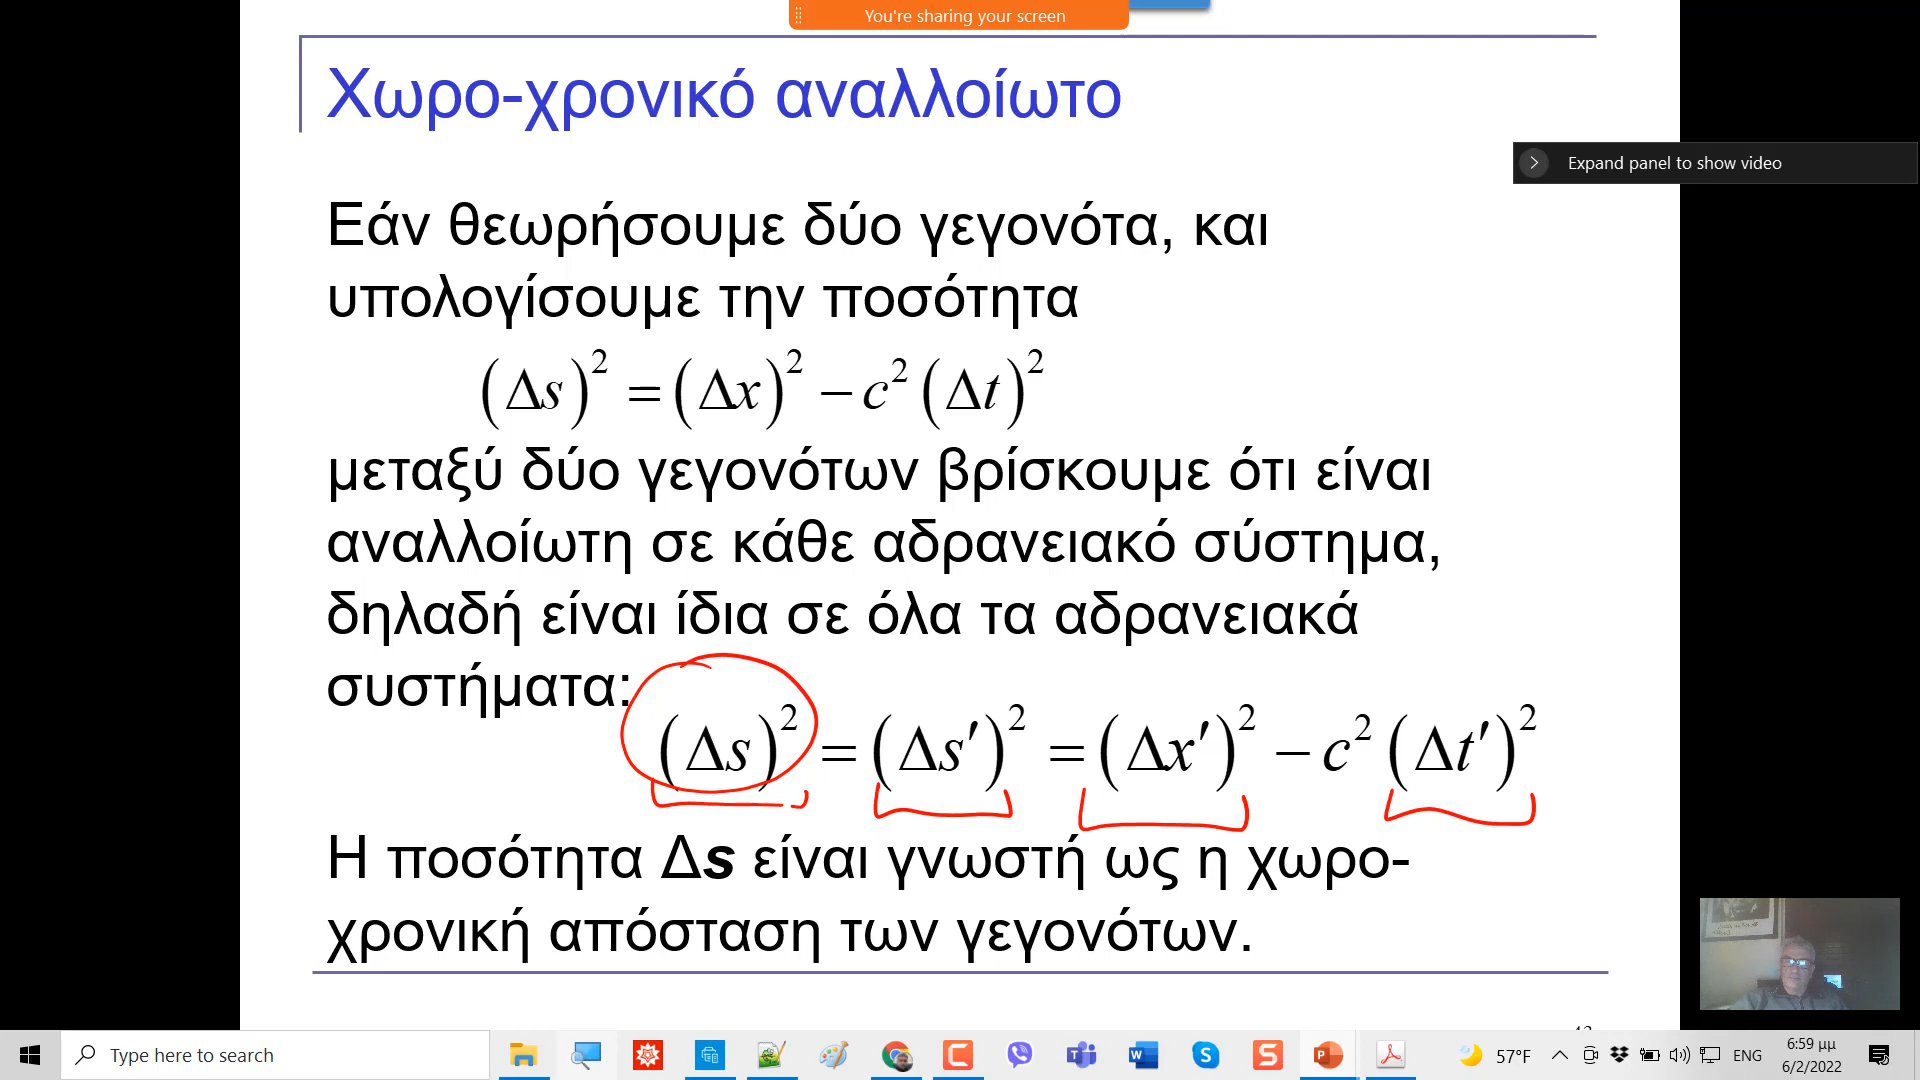 You're sharing your screen
Χωρο-χρονικό αναλλοίωτο
Expand panel to show video
Εάν θεωρήσουμε δύο γεγονότα, και
υπολογίσουμε την ποσότητα
(Δs)² = (Δx)² − c² (Δt)²
μεταξύ δύο γεγονότων βρίσκουμε ότι είναι
αναλλοίωτη σε κάθε αδρανειακό σύστημα,
δηλαδή είναι ίδια σε όλα τα αδρανειακά
συστήματα:
(Δs)² = (Δs′)² = (Δx′)² − c² (Δt′)²
Η ποσότητα Δs είναι γνωστή ως η χωρο-
χρονική απόσταση των γεγονότων.
Type here to search
57°F
ENG
6:59 μμ
6/2/2022